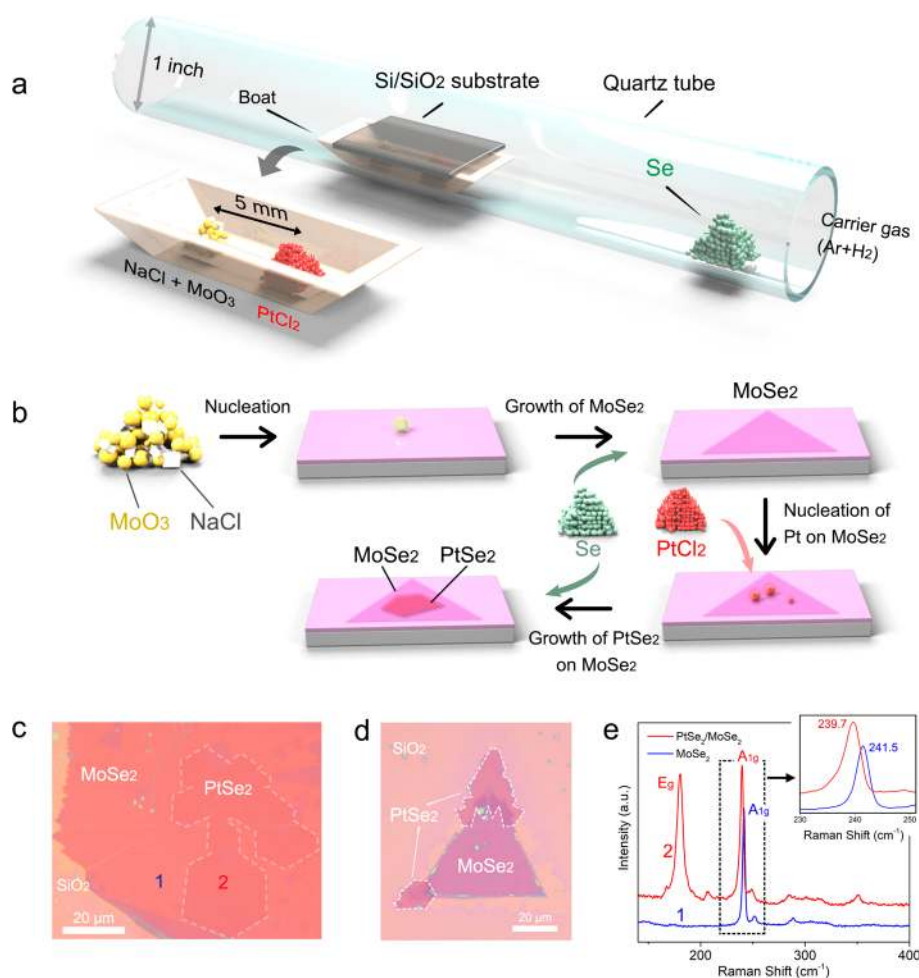 a
1 inch
Boat
Si/SiO2 substrate
Quartz tube
Se
Carrier gas
(Ar+H2)
5 mm
NaCl + MoO3
PtCl2
b
Nucleation
Growth of MoSe2
MoSe2
MoO3
NaCl
Se
PtCl2
Nucleation of
Pt on MoSe2
MoSe2
PtSe2
Growth of PtSe2
on MoSe2
c
MoSe2
PtSe2
SiO2
1
2
20 μm
d
SiO2
PtSe2
MoSe2
20 μm
e
PtSe2/MoSe2
MoSe2
Eg
A1g
A1g
2
1
Intensity (a.u.)
200
300
400
Raman Shift (cm-1)
239.7
241.5
230
240
250
Raman Shift (cm-1)